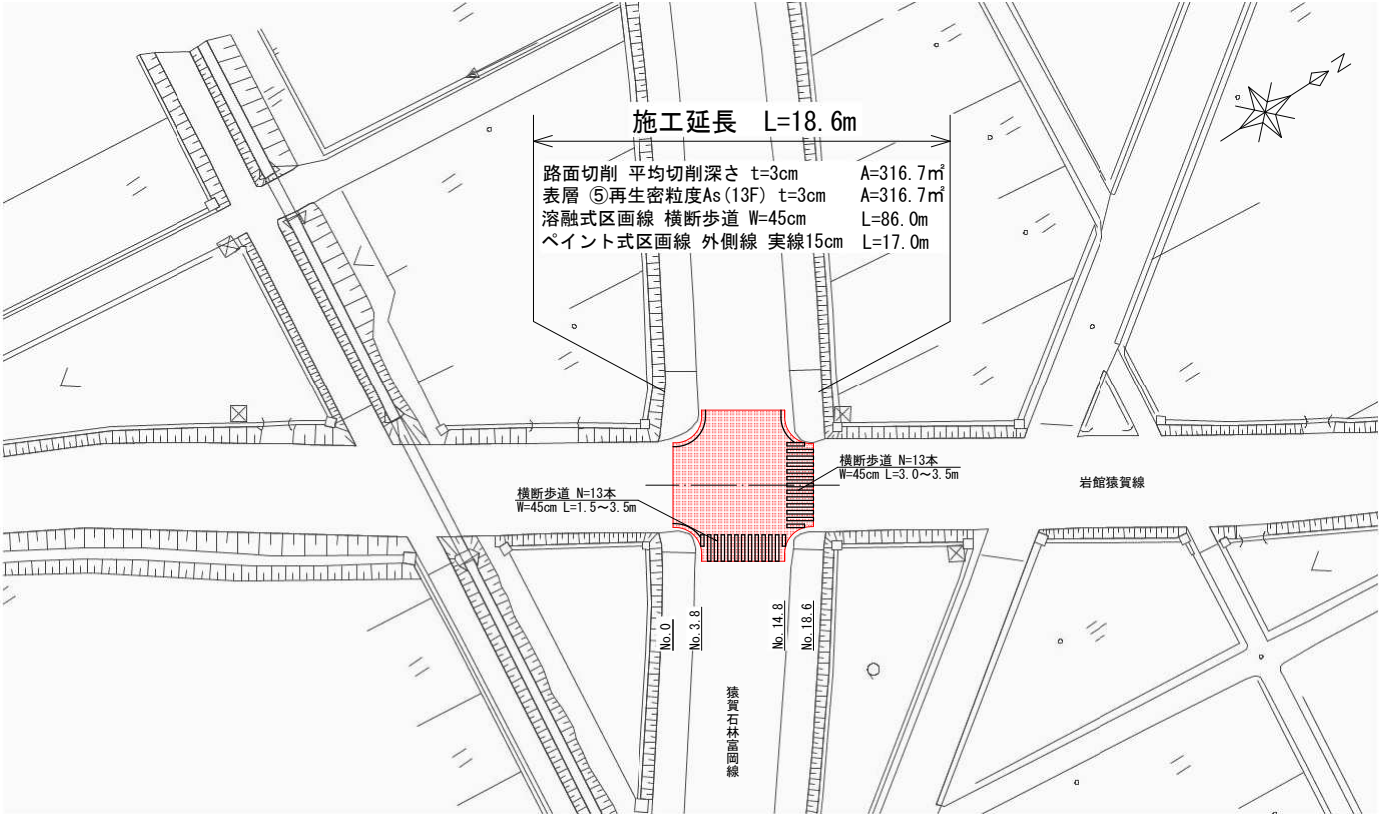 N
施工延長 L=18.6m
路面切削 平均切削深さ t=3cm A=316.7㎡
表層 ⑤再生密粒度As(13F) t=3cm A=316.7㎡
溶融式区画線 横断歩道 W=45cm L=86.0m
ペイント式区画線 外側線 実線15cm L=17.0m
横断歩道 N=13本
W=45cm L=3.0～3.5m
岩館猿賀線
横断歩道 N=13本
W=45cm L=1.5～3.5m
No.0
No.3.8
No.14.8
No.18.6
猿賀石林富岡線